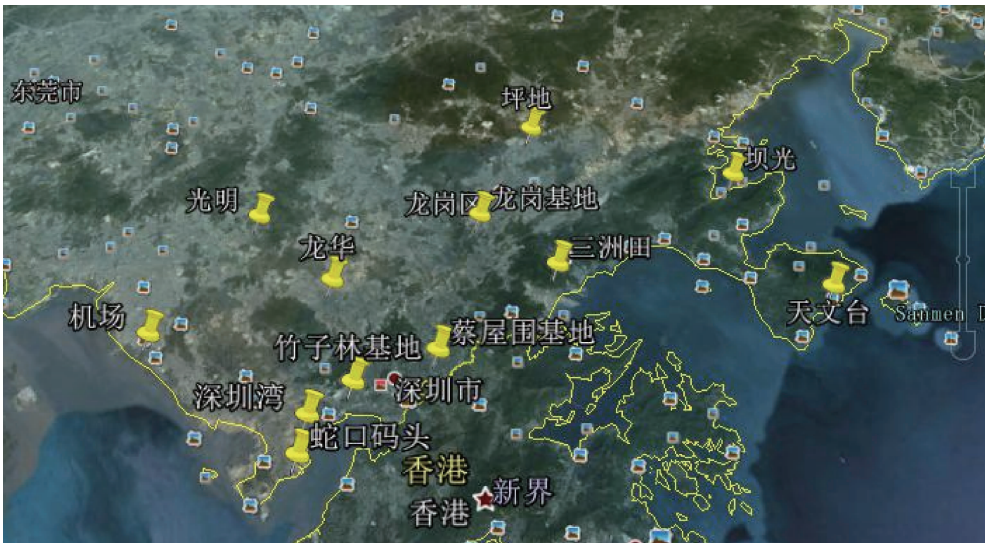 东莞市
坪地
坝光
光明
龙岗区
龙岗基地
龙华
三洲田
机场
天文台
Sanmen D
竹子林基地
蔡屋围基地
深圳湾
深圳市
蛇口码头
香港
新界
香港